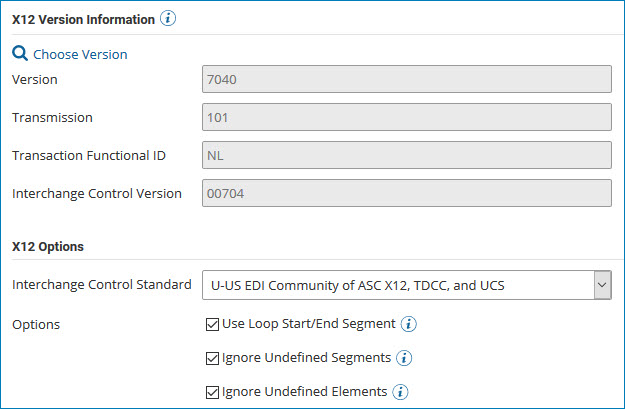 X12 Version Information
Choose Version
Version 7040
Transmission 101
Transaction Functional ID NL
Interchange Control Version 00704
X12 Options
Interchange Control Standard U-US EDI Community of ASC X12, TDCC, and UCS
Options Use Loop Start/End Segment
Ignore Undefined Segments
Ignore Undefined Elements